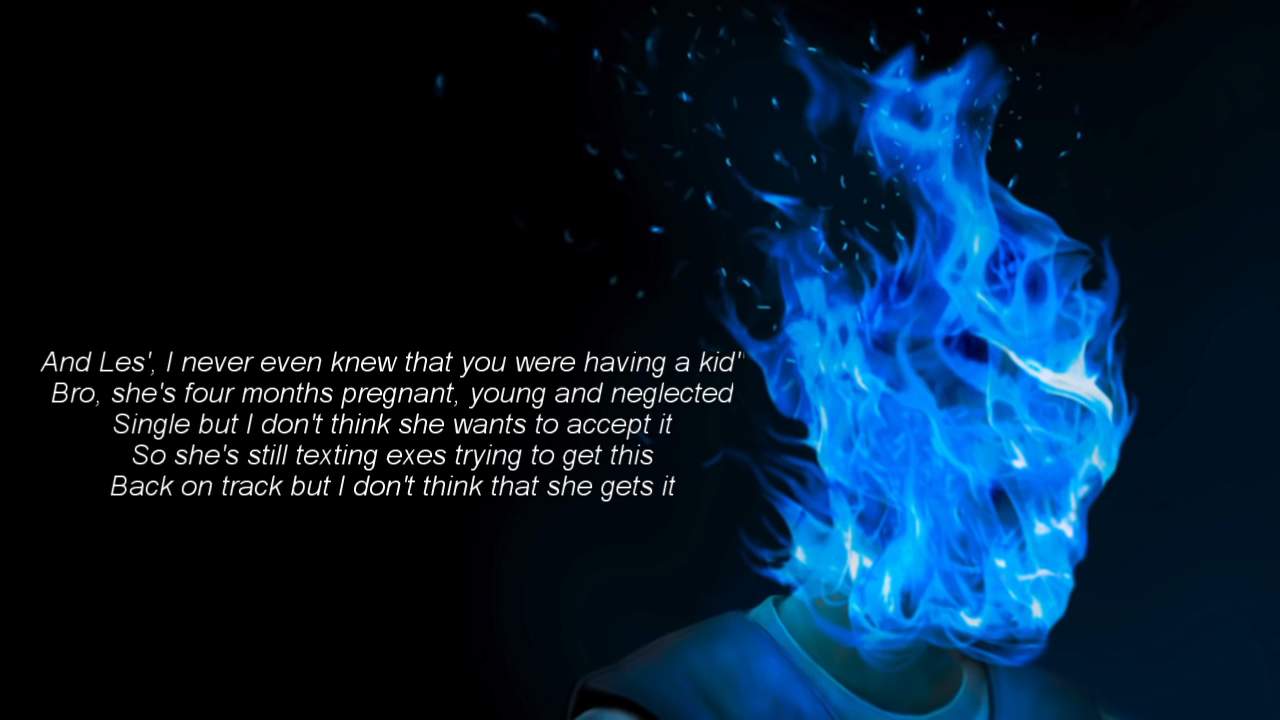 And Les', I never even knew that you were having a kid"
Bro, she's four months pregnant, young and neglected
Single but I don't think she wants to accept it
So she's still texting exes trying to get this
Back on track but I don't think that she gets it